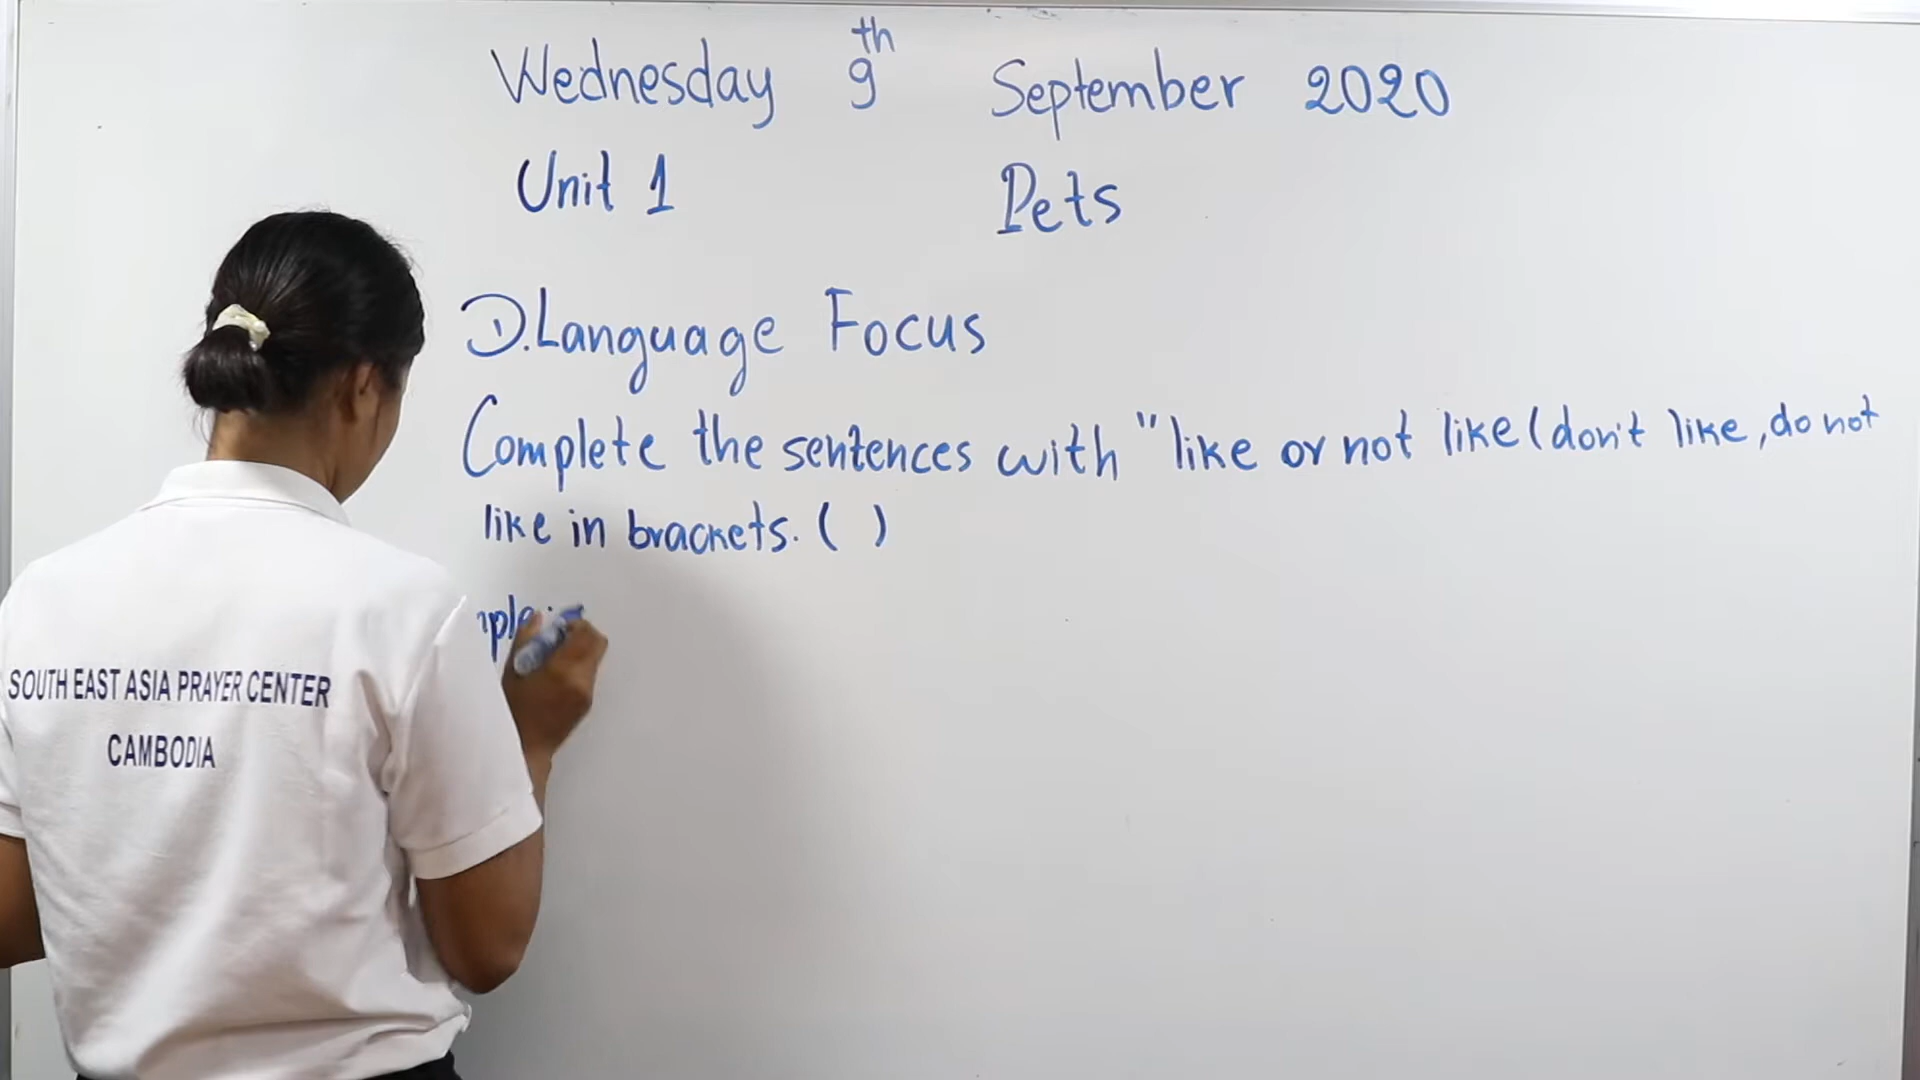 Wednesday 9th September 2020
Unit 1 Pets
D.Language Focus
Complete the sentences with "like or not like (don't like, do not
like in brackets. ( )
SOUTH EAST ASIA PRAYER CENTER
CAMBODIA